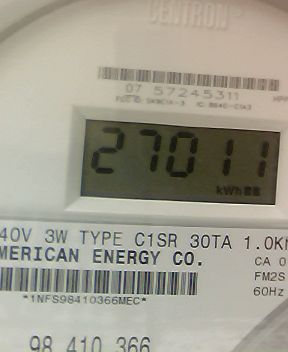 CENTRON®
07 57245311
27011
kWh
40V 3W TYPE C1SR 30TA 1.0Kh
MERICAN ENERGY CO.
CA 0
FM2S
*1NFS98410366MEC*
60Hz
98 410 366